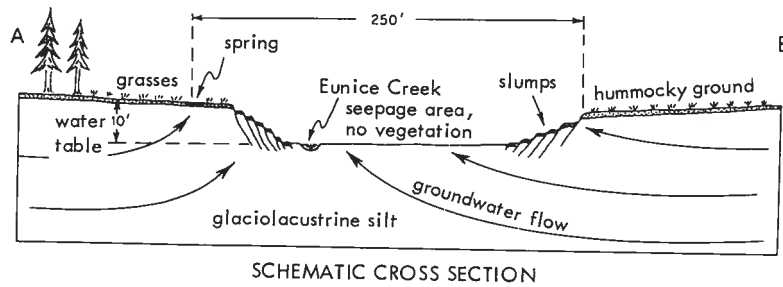 A
250'
B
spring
grasses
Eunice Creek
seepage area,
no vegetation
slumps
hummocky ground
water 10'
table
groundwater flow
glaciolacustrine silt
SCHEMATIC CROSS SECTION